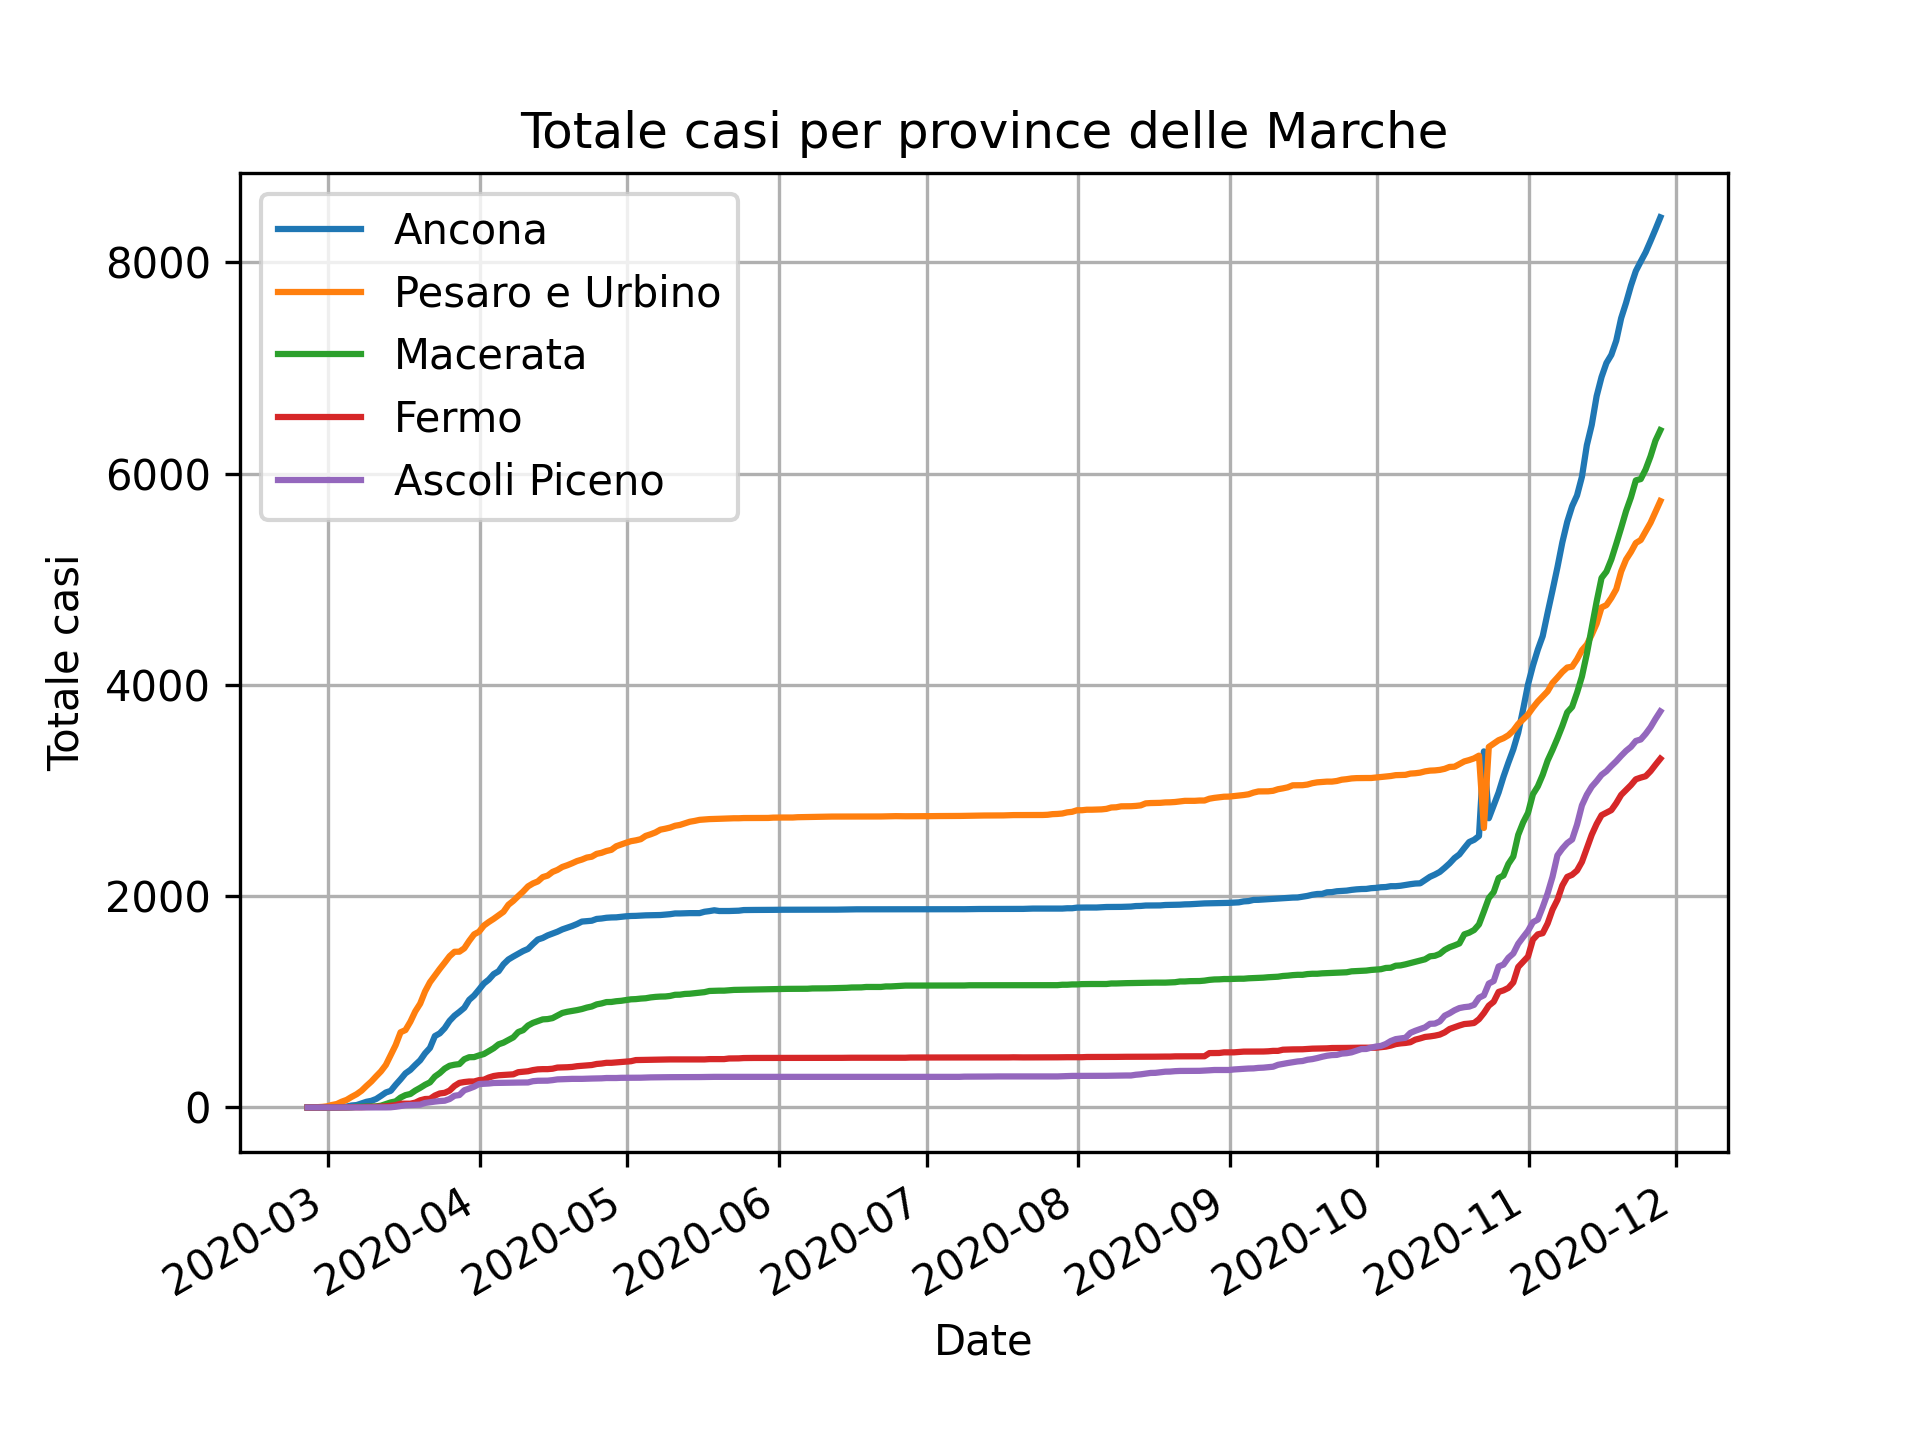 Totale casi per province delle Marche
Ancona
Pesaro e Urbino
Macerata
Fermo
Ascoli Piceno
8000
6000
4000
2000
0
Totale casi
2020-03
2020-04
2020-05
2020-06
2020-07
2020-08
2020-09
2020-10
2020-11
2020-12
Date